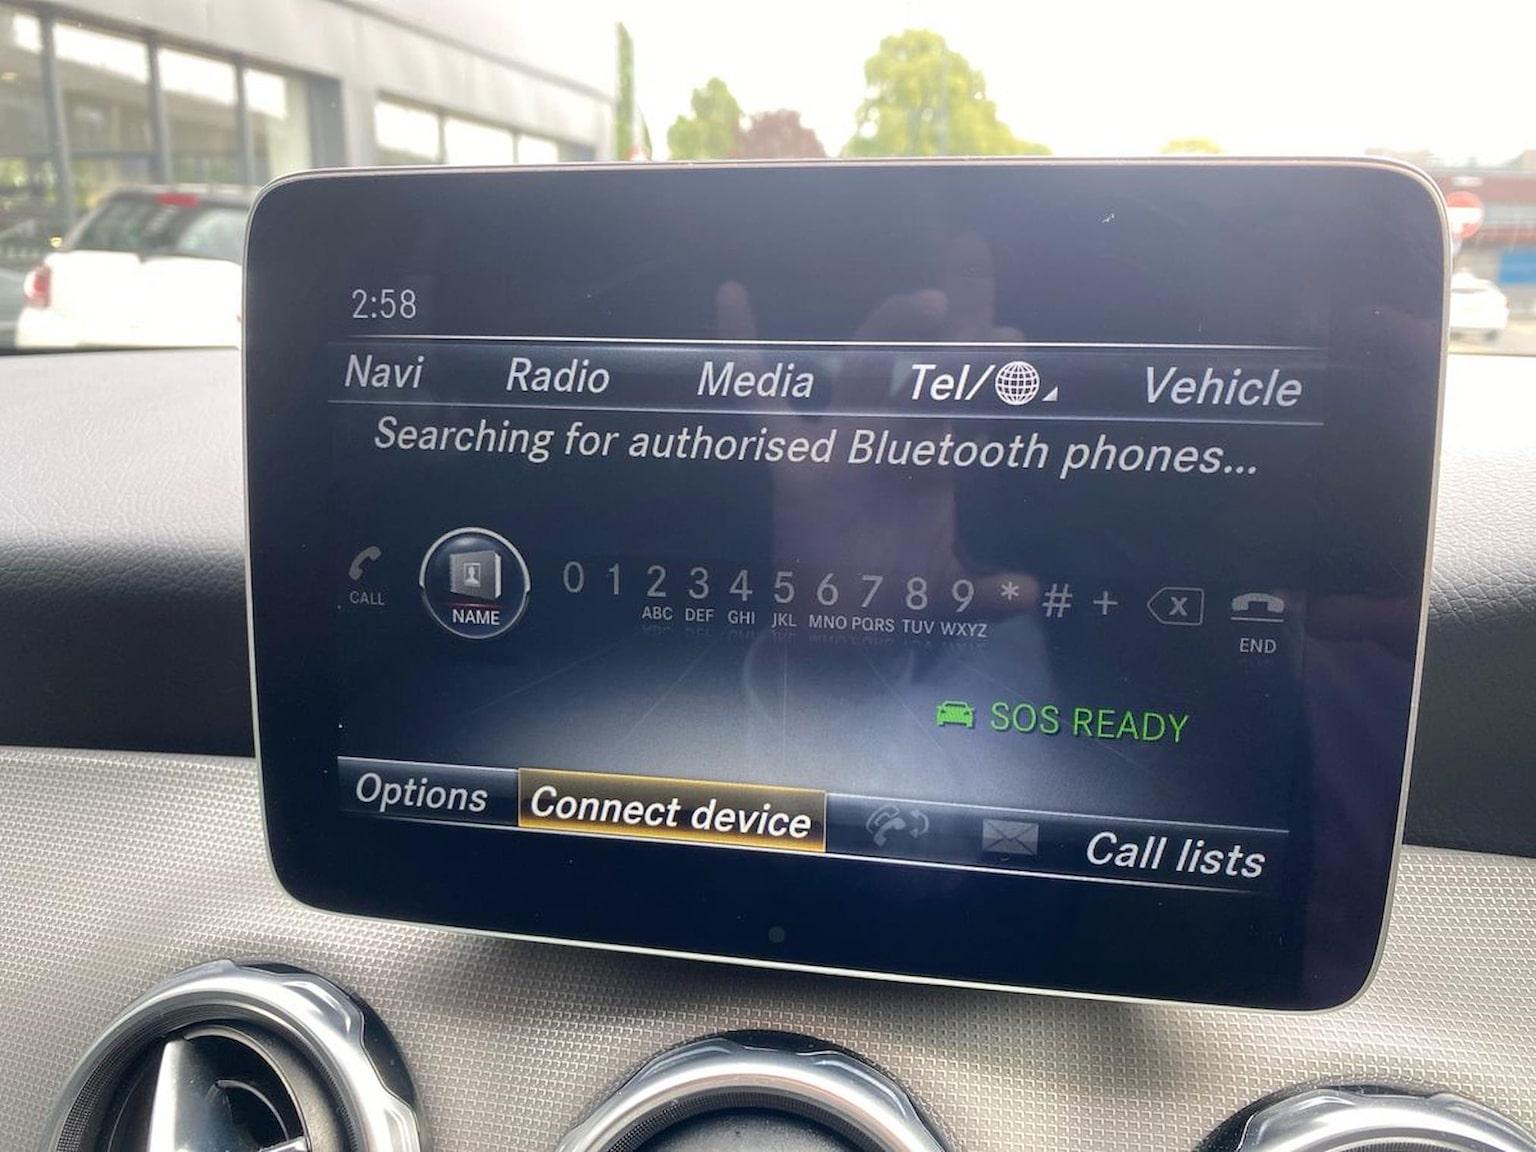 2:58
Navi Radio Media Tel/ Vehicle
Searching for authorised Bluetooth phones...
CALL NAME 0 1 2 3 4 5 6 7 8 9 * # + X END
ABC DEF GHI JKL MNO PQRS TUV WXYZ
SOS READY
Options Connect device Call lists